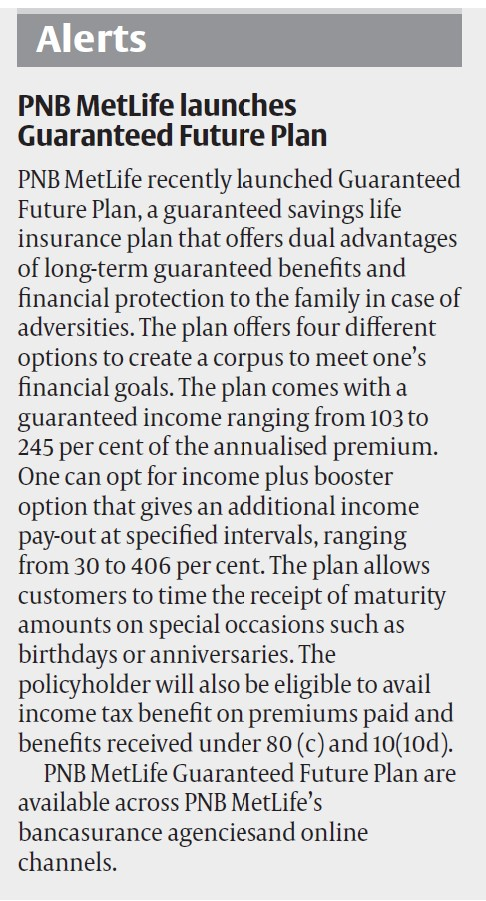 Alerts
PNB MetLife launches
Guaranteed Future Plan
PNB MetLife recently launched Guaranteed
Future Plan, a guaranteed savings life
insurance plan that offers dual advantages
of long-term guaranteed benefits and
financial protection to the family in case of
adversities. The plan offers four different
options to create a corpus to meet one’s
financial goals. The plan comes with a
guaranteed income ranging from 103 to
245 per cent of the annualised premium.
One can opt for income plus booster
option that gives an additional income
pay-out at specified intervals, ranging
from 30 to 406 per cent. The plan allows
customers to time the receipt of maturity
amounts on special occasions such as
birthdays or anniversaries. The
policyholder will also be eligible to avail
income tax benefit on premiums paid and
benefits received under 80 (c) and 10(10d).
PNB MetLife Guaranteed Future Plan are
available across PNB MetLife’s
bancasurance agenciesand online
channels.